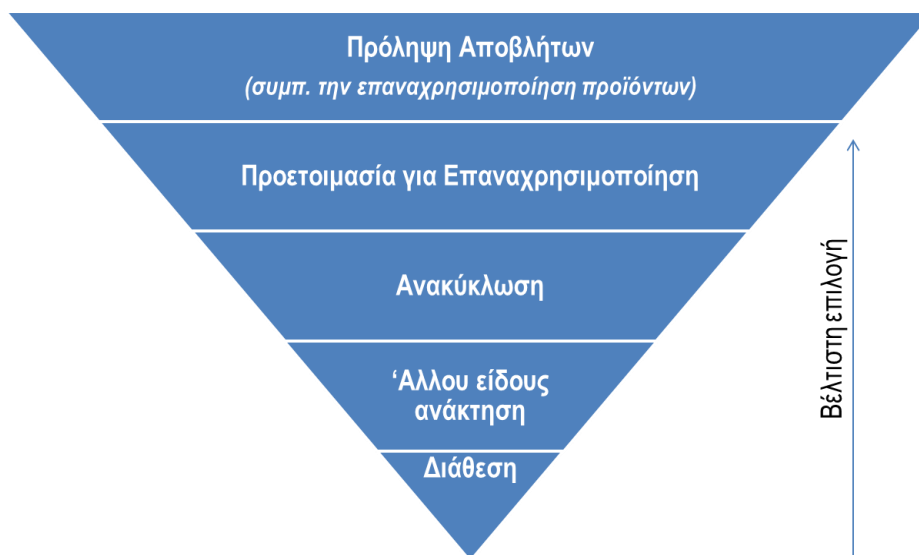 Πρόληψη Αποβλήτων
(συμπ. την επαναχρησιμοποίηση προϊόντων)
Προετοιμασία για Επαναχρησιμοποίηση
Ανακύκλωση
‘Αλλου είδους
ανάκτηση
Διάθεση
Βέλτιστη επιλογή